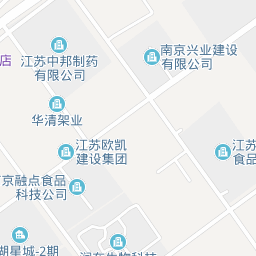 店
江苏中邦制药
有限公司
南京兴业建设
有限公司
华清架业
江苏欧凯
建设集团
江苏
食品
京融点食品
科技公司
湖星城-2期